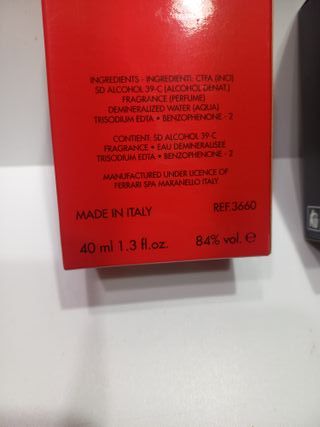 INGREDIENTS - INGREDIENTI: CTFA (INCI)
SD ALCOHOL 39-C (ALCOHOL DENAT.)
FRAGRANCE (PERFUME)
DEMINERALIZED WATER (AQUA)
TRISODIUM EDTA • BENZOPHENONE - 2
CONTIENT: SD ALCOHOL 39-C
FRAGRANCE • EAU DEMINERALISEE
TRISODIUM EDTA • BENZOPHENONE - 2
MANUFACTURED UNDER LICENCE OF
FERRARI SPA MARANELLO ITALY.
MADE IN ITALY REF.3660
40 ml 1.3 fl.oz. 84% vol. ℮